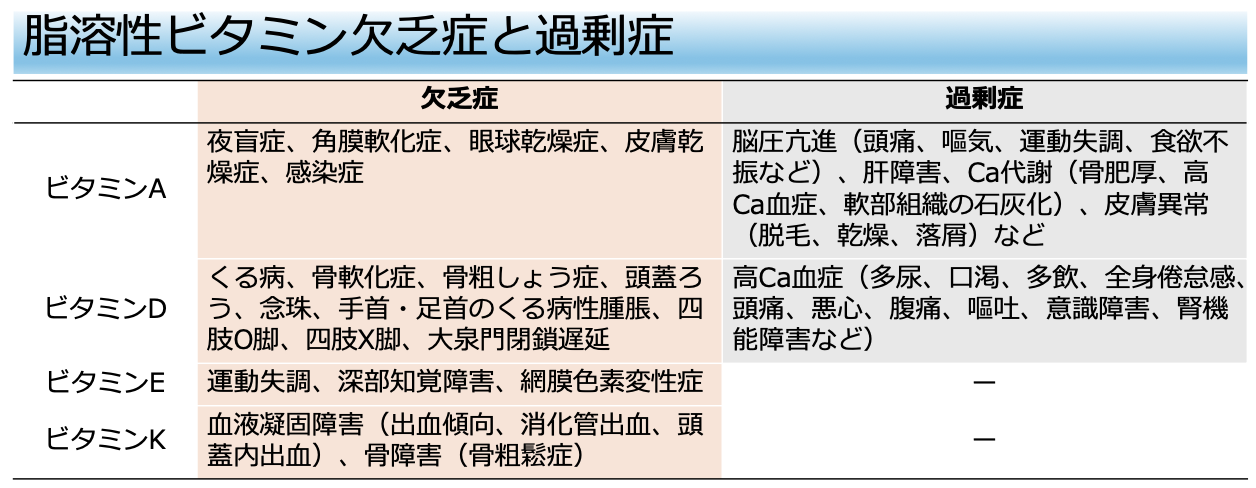 脂溶性ビタミン欠乏症と過剰症
欠乏症
過剰症
ビタミンA
夜盲症、角膜軟化症、眼球乾燥症、皮膚乾
燥症、感染症
脳圧亢進（頭痛、嘔気、運動失調、食欲不
振など）、肝障害、Ca代謝（骨肥厚、高
Ca血症、軟部組織の石灰化）、皮膚異常
（脱毛、乾燥、落屑）など
ビタミンD
くる病、骨軟化症、骨粗しょう症、頭蓋ろ
う、念珠、手首・足首のくる病性腫脹、四
肢O脚、四肢X脚、大泉門閉鎖遅延
高Ca血症（多尿、口渇、多飲、全身倦怠感、
頭痛、悪心、腹痛、嘔吐、意識障害、腎機
能障害など）
ビタミンE
運動失調、深部知覚障害、網膜色素変性症
ー
ビタミンK
血液凝固障害（出血傾向、消化管出血、頭
蓋内出血）、骨障害（骨粗鬆症）
ー